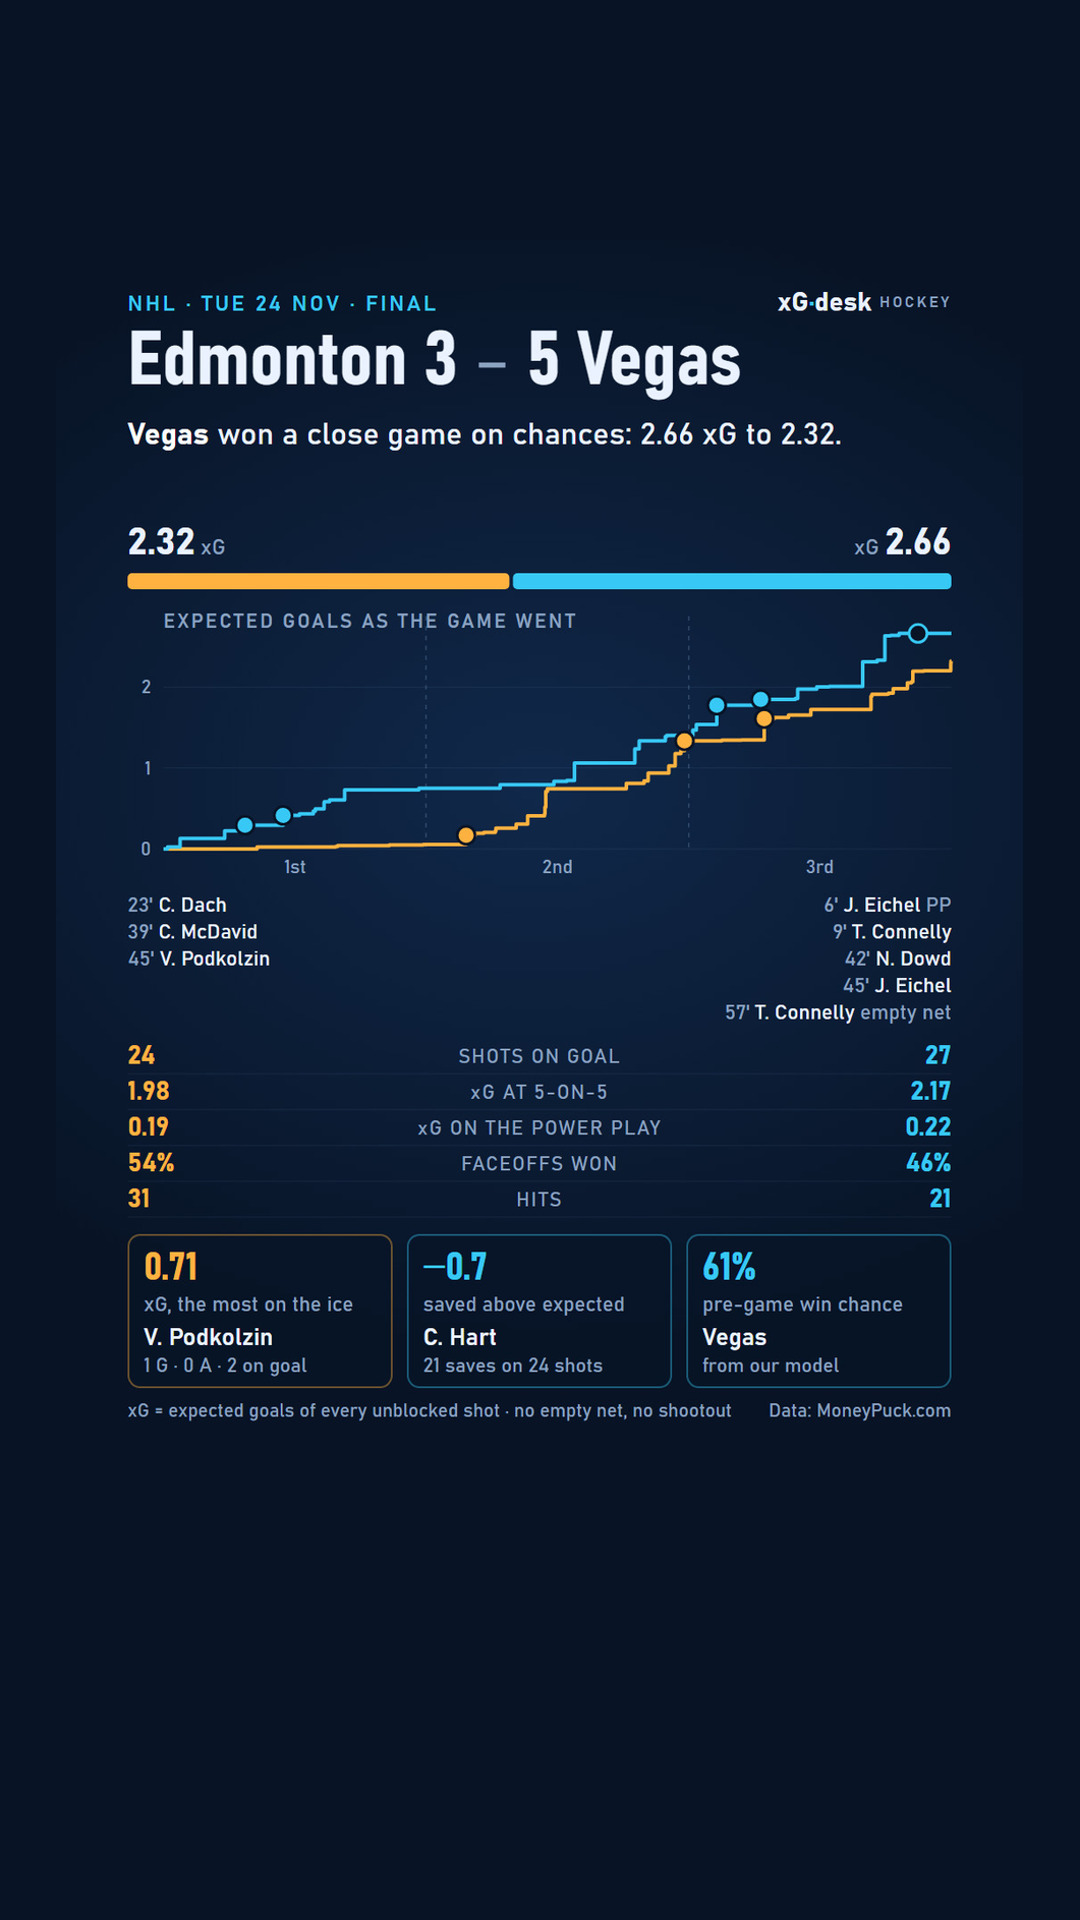 NHL · TUE 24 NOV · FINAL
xG·desk HOCKEY
Edmonton 3 – 5 Vegas
Vegas won a close game on chances: 2.66 xG to 2.32.
2.32 xG
xG 2.66
EXPECTED GOALS AS THE GAME WENT
2
1
0
1st 2nd 3rd
23' C. Dach
39' C. McDavid
45' V. Podkolzin
6' J. Eichel PP
9' T. Connelly
42' N. Dowd
45' J. Eichel
57' T. Connelly empty net
24 SHOTS ON GOAL 27
1.98 xG AT 5-ON-5 2.17
0.19 xG ON THE POWER PLAY 0.22
54% FACEOFFS WON 46%
31 HITS 21
0.71
xG, the most on the ice
V. Podkolzin
1 G · 0 A · 2 on goal
−0.7
saved above expected
C. Hart
21 saves on 24 shots
61%
pre-game win chance
Vegas
from our model
xG = expected goals of every unblocked shot · no empty net, no shootout
Data: MoneyPuck.com